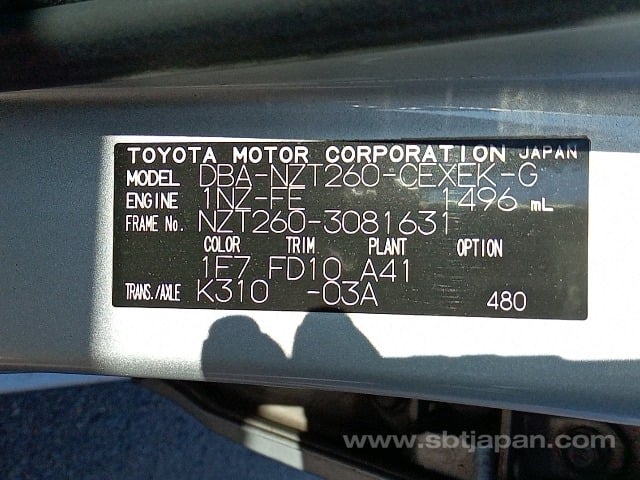 TOYOTA MOTOR CORPORATION JAPAN
MODEL DBA-NZT260-CEXEK-G
ENGINE 1NZ-FE 1496 mL
FRAME No. NZT260-3081631
COLOR TRIM PLANT OPTION
1F7 FD10 A41
TRANS./AXLE K310 -03A 480
www.sbtjapan.com